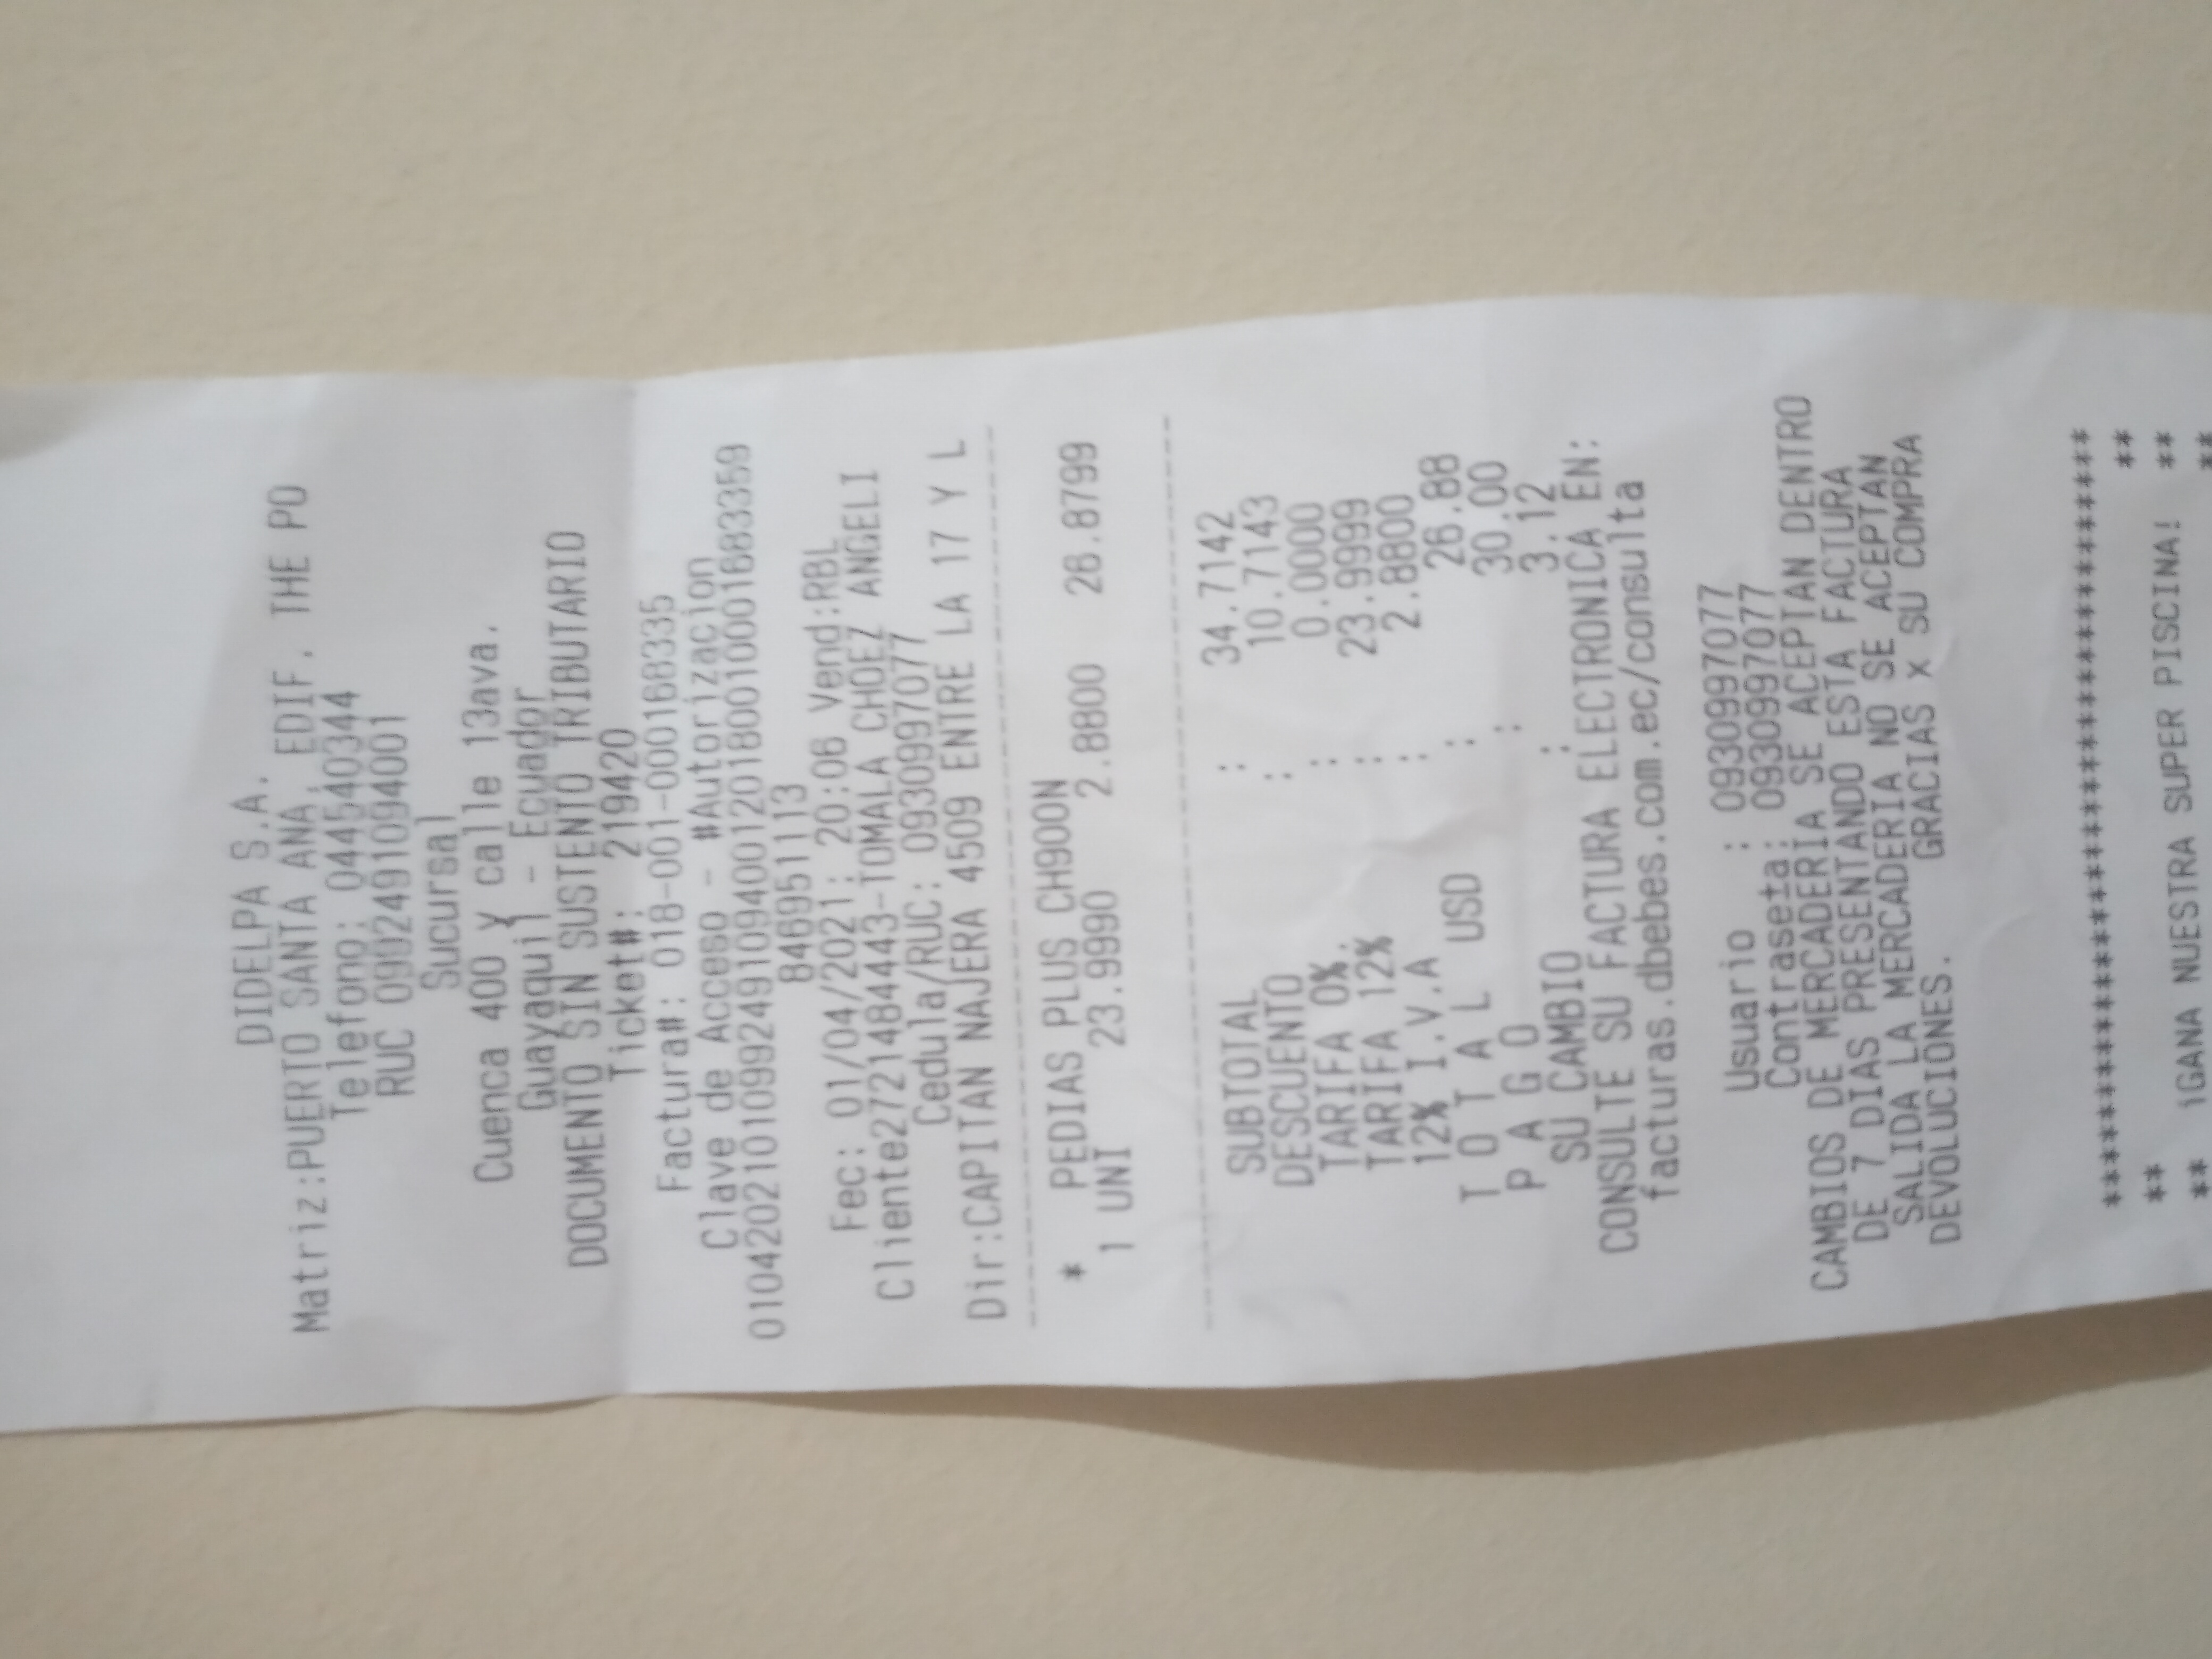 DIDELPA S.A.
Matriz:PUERTO SANTA ANA, EDIF. THE PO
Telefono: 044540344
RUC 0992491094001
Sucursal
Cuenca 400 y calle 13ava.
Guayaquil - Ecuador
DOCUMENTO SIN SUSTENTO TRIBUTARIO
Ticket#: 219420
Factura#: 018-001-000168335
Clave de Acceso - #Autorizacion
0104202101099249109400120180010001683359
846951113
Fec: 01/04/2021: 20:06 Vend:RBL
Cliente2721484443-TOMALA CHOEZ ANGELI
Cedula/RUC: 0930997077
Dir:CAPITAN NAJERA 4509 ENTRE LA 17 Y L
* PEDIAS PLUS CH900N
1 UNI 23.9990 2.8800 26.8799
SUBTOTAL : 34.7142
DESCUENTO : 10.7143
TARIFA 0%. : 0.0000
TARIFA 12% : 23.9999
12% I.V.A : 2.8800
T O T A L USD : 26.88
P A G O : 30.00
SU CAMBIO : 3.12
CONSULTE SU FACTURA ELECTRONICA EN:
facturas.dbebes.com.ec/consulta
Usuario : 0930997077
Contrase±a: 0930997077
CAMBIOS DE MERCADERIA SE ACEPTAN DENTRO
DE 7 DIAS PRESENTANDO ESTA FACTURA
SALIDA LA MERCADERIA NO SE ACEPTAN
DEVOLUCIONES. GRACIAS x SU COMPRA
************************************
** **
** ¡GANA NUESTRA SUPER PISCINA! **
**